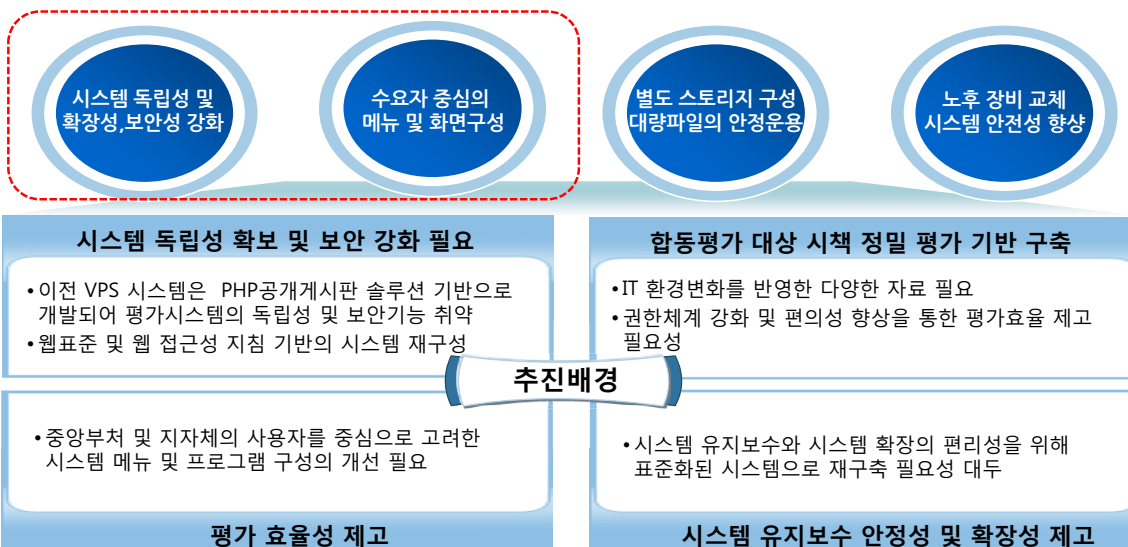 시스템 독립성 및
확장성,보안성 강화
수요자 중심의
메뉴 및 화면구성
별도 스토리지 구성
대량파일의 안정운용
노후 장비 교체
시스템 안전성 향상
시스템 독립성 확보 및 보안 강화 필요
•이전 VPS 시스템은 PHP공개게시판 솔루션 기반으로
개발되어 평가시스템의 독립성 및 보안기능 취약
•웹표준 및 웹 접근성 지침 기반의 시스템 재구성
합동평가 대상 시책 정밀 평가 기반 구축
•IT 환경변화를 반영한 다양한 자료 필요
•권한체계 강화 및 편의성 향상을 통한 평가효율 제고
필요성
추진배경
•중앙부처 및 지자체의 사용자를 중심으로 고려한
시스템 메뉴 및 프로그램 구성의 개선 필요
평가 효율성 제고
•시스템 유지보수와 시스템 확장의 편리성을 위해
표준화된 시스템으로 재구축 필요성 대두
시스템 유지보수 안정성 및 확장성 제고